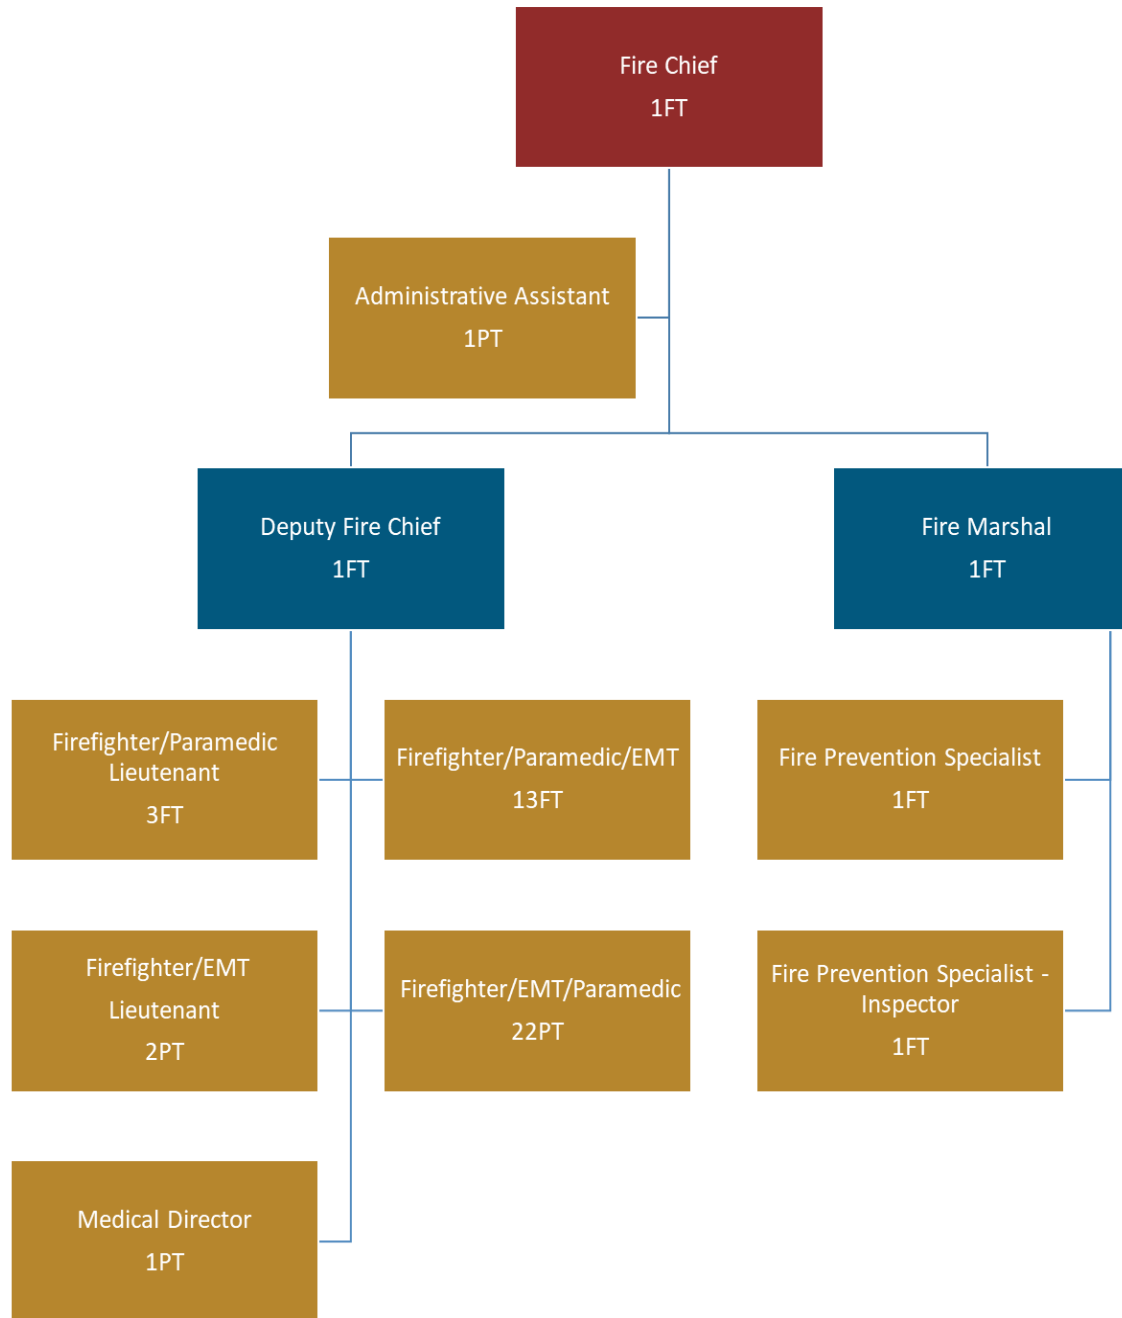 Fire Chief
1FT
Administrative Assistant
1PT
Deputy Fire Chief
1FT
Fire Marshal
1FT
Firefighter/Paramedic
Lieutenant
3FT
Firefighter/Paramedic/EMT
13FT
Fire Prevention Specialist
1FT
Firefighter/EMT
Lieutenant
2PT
Firefighter/EMT/Paramedic
22PT
Fire Prevention Specialist -
Inspector
1FT
Medical Director
1PT